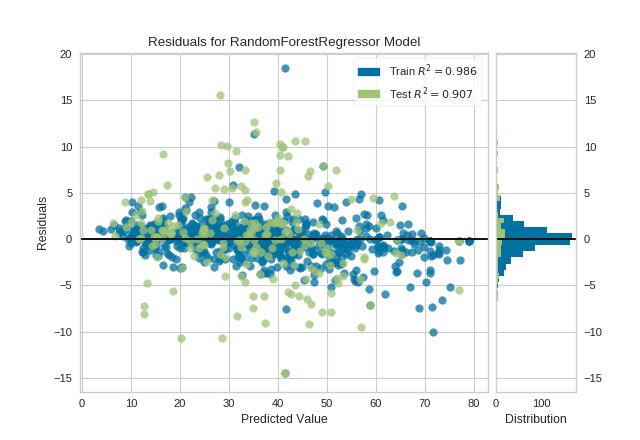 Residuals for RandomForestRegressor Model
Train R² = 0.986
Test R² = 0.907
Residuals
20
15
10
5
0
−5
−10
−15
0 10 20 30 40 50 60 70 80
Predicted Value
20
15
10
5
0
−5
−10
−15
0 100
Distribution